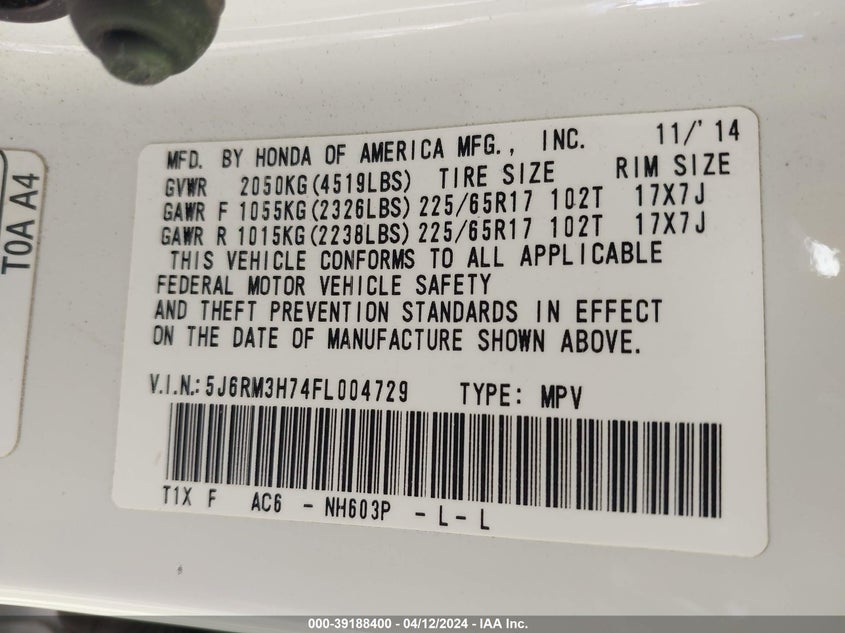 T0A A4
MFD. BY HONDA OF AMERICA MFG., INC. 11/'14
GVWR 2050KG(4519LBS) TIRE SIZE RIM SIZE
GAWR F 1055KG(2326LBS) 225/65R17 102T 17X7J
GAWR R 1015KG(2238LBS) 225/65R17 102T 17X7J
THIS VEHICLE CONFORMS TO ALL APPLICABLE
FEDERAL MOTOR VEHICLE SAFETY
AND THEFT PREVENTION STANDARDS IN EFFECT
ON THE DATE OF MANUFACTURE SHOWN ABOVE.
V.I.N.: 5J6RM3H74FL004729 TYPE: MPV
T1X F AC6 - NH603P - L - L
000-39188400 - 04/12/2024 - IAA Inc.